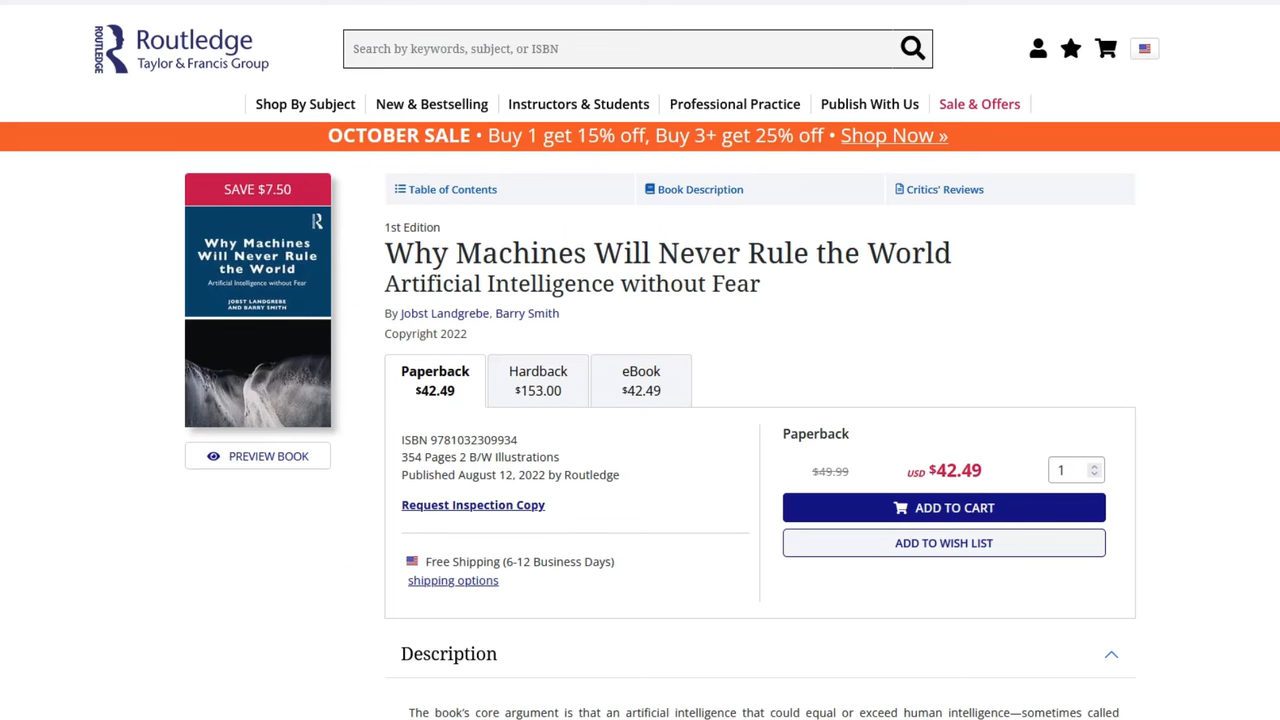 ROUTLEDGE
Routledge
Taylor & Francis Group
Search by keywords, subject, or ISBN
Shop By Subject
New & Bestselling
Instructors & Students
Professional Practice
Publish With Us
Sale & Offers
OCTOBER SALE • Buy 1 get 15% off, Buy 3+ get 25% off • Shop Now »
SAVE $7.50
R
Why Machines
Will Never Rule
the World
Artificial Intelligence without Fear
JOBST LANDGREBE
AND BARRY SMITH
PREVIEW BOOK
Table of Contents
Book Description
Critics' Reviews
1st Edition
Why Machines Will Never Rule the World
Artificial Intelligence without Fear
By Jobst Landgrebe, Barry Smith
Copyright 2022
Paperback
$42.49
Hardback
$153.00
eBook
$42.49
ISBN 9781032309934
354 Pages 2 B/W Illustrations
Published August 12, 2022 by Routledge
Request Inspection Copy
Free Shipping (6-12 Business Days)
shipping options
Paperback
$49.99
USD $42.49
1
ADD TO CART
ADD TO WISH LIST
Description
The book's core argument is that an artificial intelligence that could equal or exceed human intelligence—sometimes called